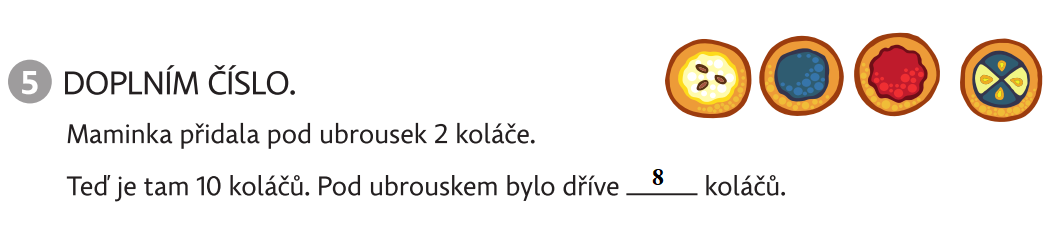 5 DOPLNÍM ČÍSLO.
Maminka přidala pod ubrousek 2 koláče.
Teď je tam 10 koláčů. Pod ubrouskem bylo dříve 8 koláčů.